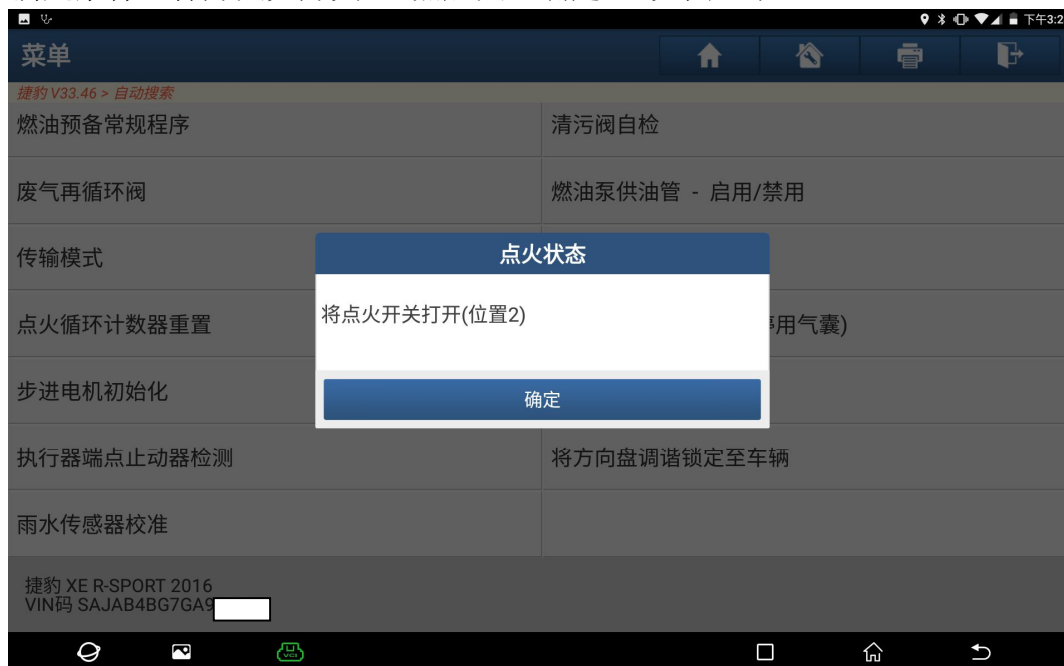 下午3:2
菜单
捷豹 V33.46 > 自动搜索
燃油预备常规程序
清污阀自检
废气再循环阀
燃油泵供油管 - 启用/禁用
传输模式
点火状态
将点火开关打开(位置2)
点火循环计数器重置
用气囊)
步进电机初始化
确定
执行器端点止动器检测
将方向盘调谐锁定至车辆
雨水传感器校准
捷豹 XE R-SPORT 2016
VIN码 SAJAB4BG7GA9
VCI